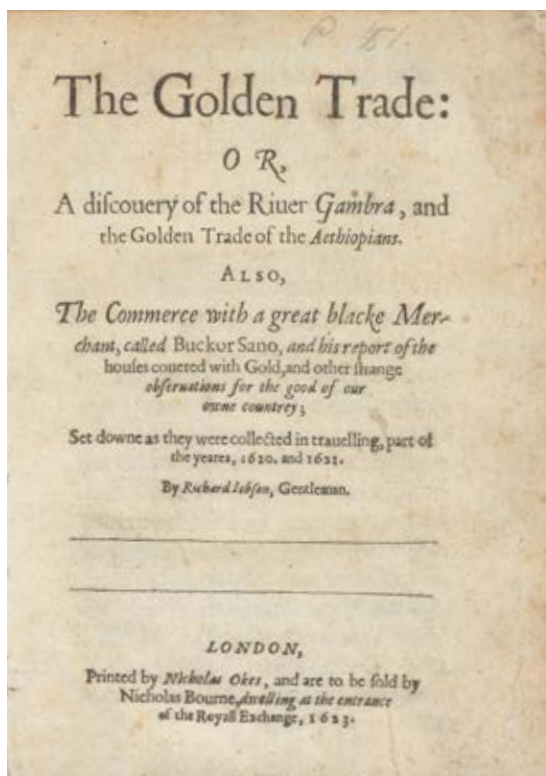 The Golden Trade:
OR,
A diſcouery of the Riuer Gambra, and
the Golden Trade of the Aethiopians.
ALSO,
The Commerce with a great blacke Mer-
chant, called Buckor Sano, and his report of the
houſes couered with Gold, and other ſtrange
obſeruations for the good of our
owne countrey;
Set downe as they were collected in trauelling, part of
the yeares, 1620. and 1621.
By Richard Iobſon, Gentleman.
LONDON,
Printed by Nicholas Okes, and are to be ſold by
Nicholas Bourne, dwelling at the entrance
of the Royall Exchange, 1623.